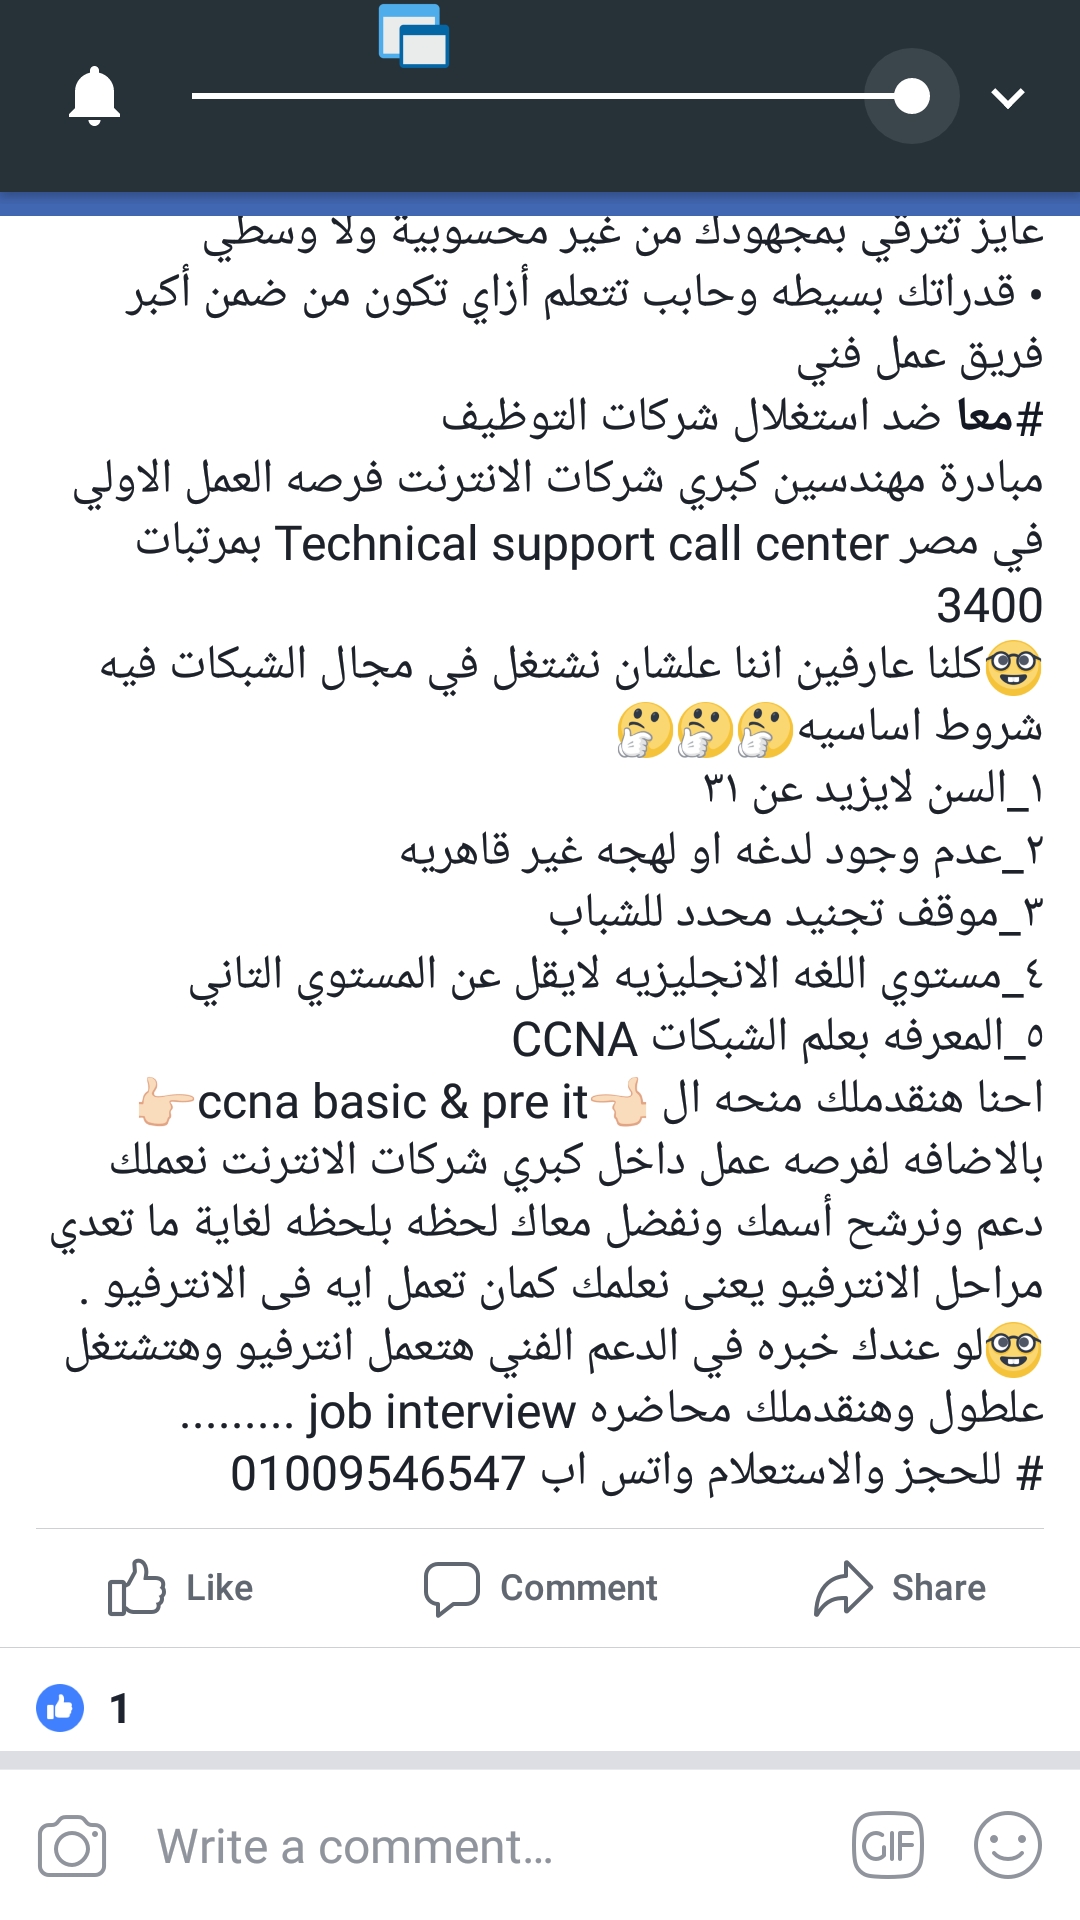 عايز تترقي بمجهودك من غير محسوبية ولا وسطي
• قدراتك بسيطه وحابب تتعلم أزاي تكون من ضمن أكبر
فريق عمل فني
#معا ضد استغلال شركات التوظيف
مبادرة مهندسين كبري شركات الانترنت فرصه العمل الاولي
في مصر Technical support call center بمرتبات
3400
🤓كلنا عارفين اننا علشان نشتغل في مجال الشبكات فيه
شروط اساسيه🤔🤔🤔
١_السن لايزيد عن ٣١
٢_عدم وجود لدغه او لهجه غير قاهريه
٣_موقف تجنيد محدد للشباب
٤_مستوي اللغه الانجليزيه لايقل عن المستوي التاني
٥_المعرفه بعلم الشبكات CCNA
احنا هنقدملك منحه ال 👈ccna basic & pre it👉
بالاضافه لفرصه عمل داخل كبري شركات الانترنت نعملك
دعم ونرشح أسمك ونفضل معاك لحظه بلحظه لغاية ما تعدي
مراحل الانترفيو يعنى نعلمك كمان تعمل ايه فى الانترفيو .
🤓لو عندك خبره في الدعم الفني هتعمل انترفيو وهتشتغل
علطول وهنقدملك محاضره job interview .........
# للحجز والاستعلام واتس اب 01009546547
Like Comment Share
1
Write a comment... GIF